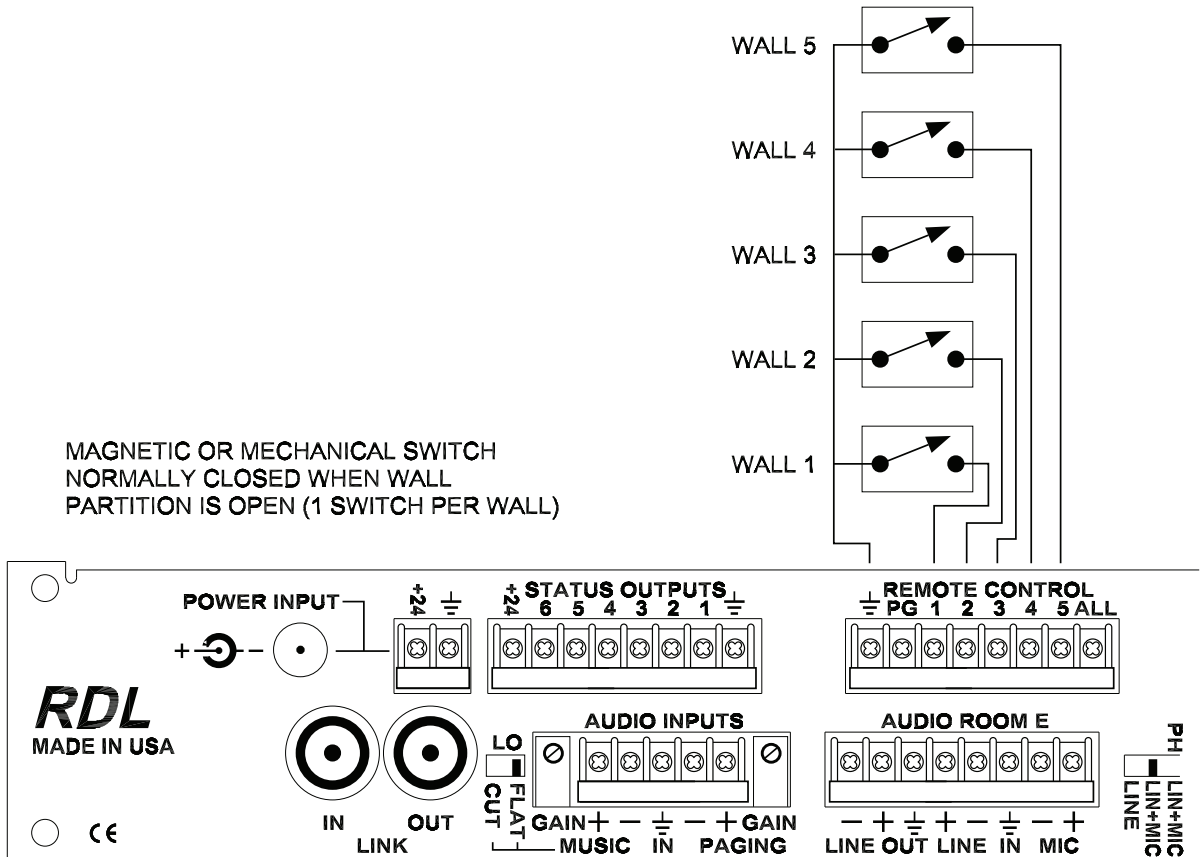 WALL 5
WALL 4
WALL 3
WALL 2
WALL 1
MAGNETIC OR MECHANICAL SWITCH
NORMALLY CLOSED WHEN WALL
PARTITION IS OPEN (1 SWITCH PER WALL)
POWER INPUT
+24
+ -
STATUS OUTPUTS
+24 6 5 4 3 2 1
REMOTE CONTROL
PG 1 2 3 4 5 ALL
RDL
MADE IN USA
CE
IN OUT
LINK
LO
CUT FLAT
AUDIO INPUTS
GAIN + - - + GAIN
MUSIC IN PAGING
AUDIO ROOM E
- + + - - +
LINE OUT LINE IN MIC
PH
LINE LIN+MIC LIN+MIC